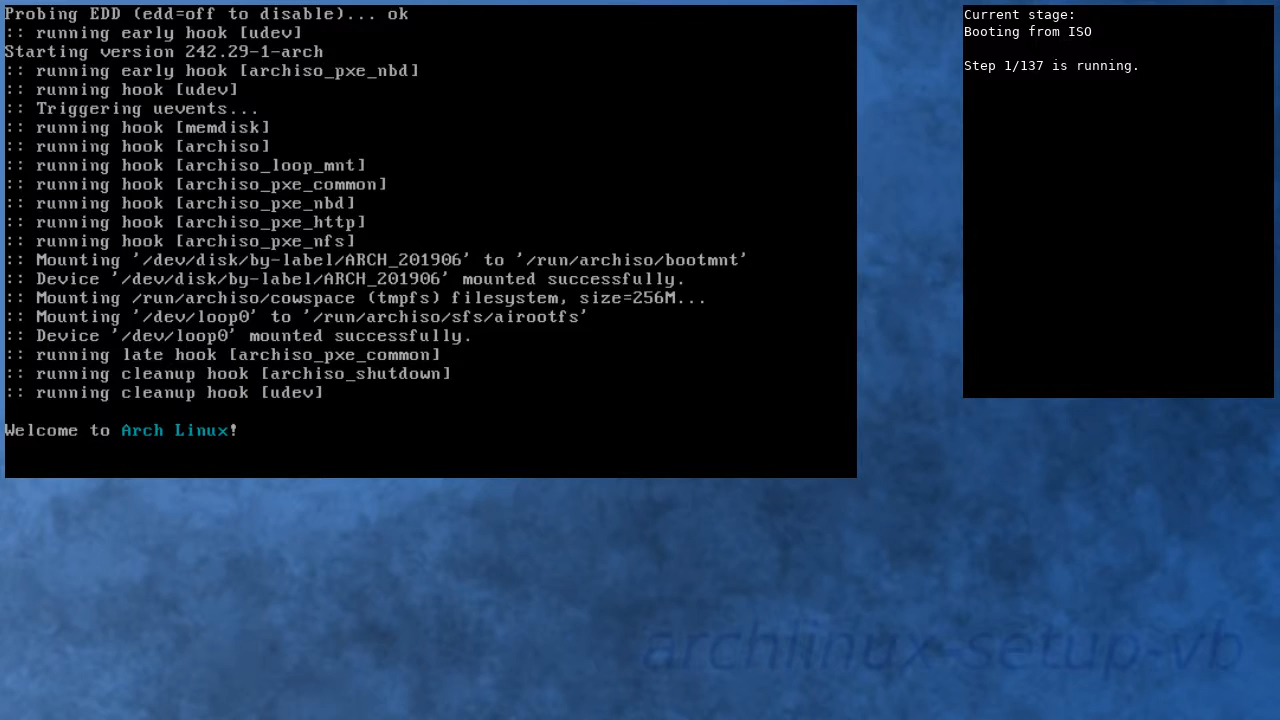 Probing EDD (edd=off to disable)... ok
:: running early hook [udev]
Starting version 242.29-1-arch
:: running early hook [archiso_pxe_nbd]
:: running hook [udev]
:: Triggering uevents...
:: running hook [memdisk]
:: running hook [archiso]
:: running hook [archiso_loop_mnt]
:: running hook [archiso_pxe_common]
:: running hook [archiso_pxe_nbd]
:: running hook [archiso_pxe_http]
:: running hook [archiso_pxe_nfs]
:: Mounting '/dev/disk/by-label/ARCH_201906' to '/run/archiso/bootmnt'
:: Device '/dev/disk/by-label/ARCH_201906' mounted successfully.
:: Mounting /run/archiso/cowspace (tmpfs) filesystem, size=256M...
:: Mounting '/dev/loop0' to '/run/archiso/sfs/airootfs'
:: Device '/dev/loop0' mounted successfully.
:: running late hook [archiso_pxe_common]
:: running cleanup hook [archiso_shutdown]
:: running cleanup hook [udev]
Welcome to Arch Linux!
Current stage:
Booting from ISO
Step 1/137 is running.
archlinux-setup-vb